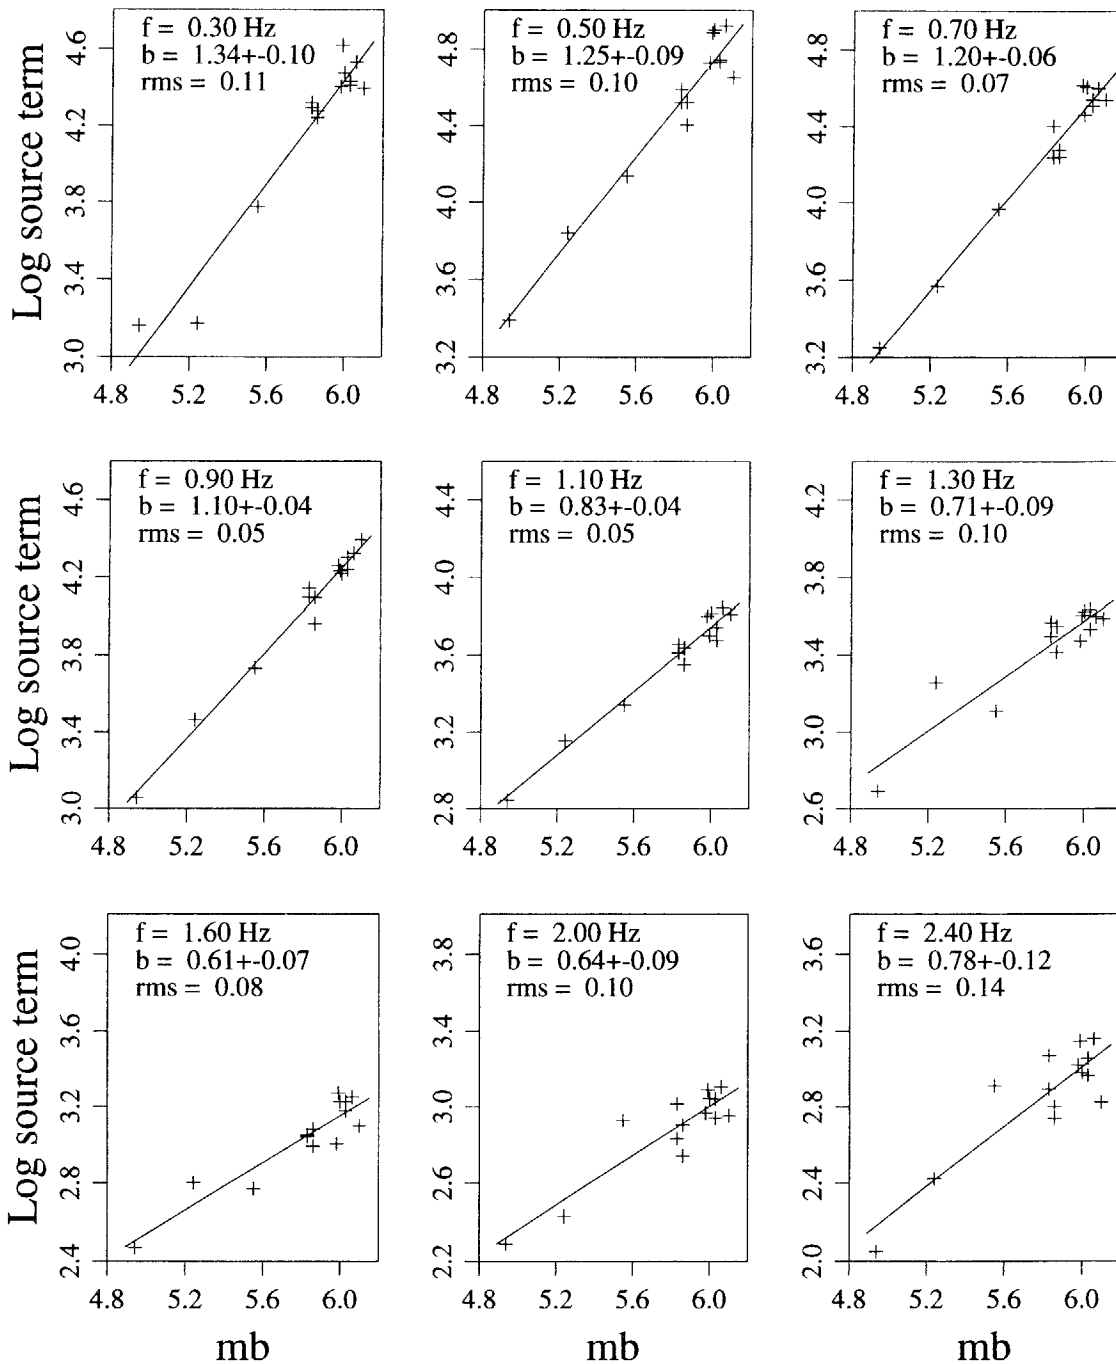 f = 0.30 Hz
b = 1.34+-0.10
rms = 0.11
Log source term
3.0 3.4 3.8 4.2 4.6
4.8 5.2 5.6 6.0
f = 0.50 Hz
b = 1.25+-0.09
rms = 0.10
3.2 3.6 4.0 4.4 4.8
4.8 5.2 5.6 6.0
f = 0.70 Hz
b = 1.20+-0.06
rms = 0.07
3.2 3.6 4.0 4.4 4.8
4.8 5.2 5.6 6.0
f = 0.90 Hz
b = 1.10+-0.04
rms = 0.05
Log source term
3.0 3.4 3.8 4.2 4.6
4.8 5.2 5.6 6.0
f = 1.10 Hz
b = 0.83+-0.04
rms = 0.05
2.8 3.2 3.6 4.0 4.4
4.8 5.2 5.6 6.0
f = 1.30 Hz
b = 0.71+-0.09
rms = 0.10
2.6 3.0 3.4 3.8 4.2
4.8 5.2 5.6 6.0
f = 1.60 Hz
b = 0.61+-0.07
rms = 0.08
Log source term
2.4 2.8 3.2 3.6 4.0
4.8 5.2 5.6 6.0
mb
f = 2.00 Hz
b = 0.64+-0.09
rms = 0.10
2.2 2.6 3.0 3.4 3.8
4.8 5.2 5.6 6.0
mb
f = 2.40 Hz
b = 0.78+-0.12
rms = 0.14
2.0 2.4 2.8 3.2 3.6
4.8 5.2 5.6 6.0
mb